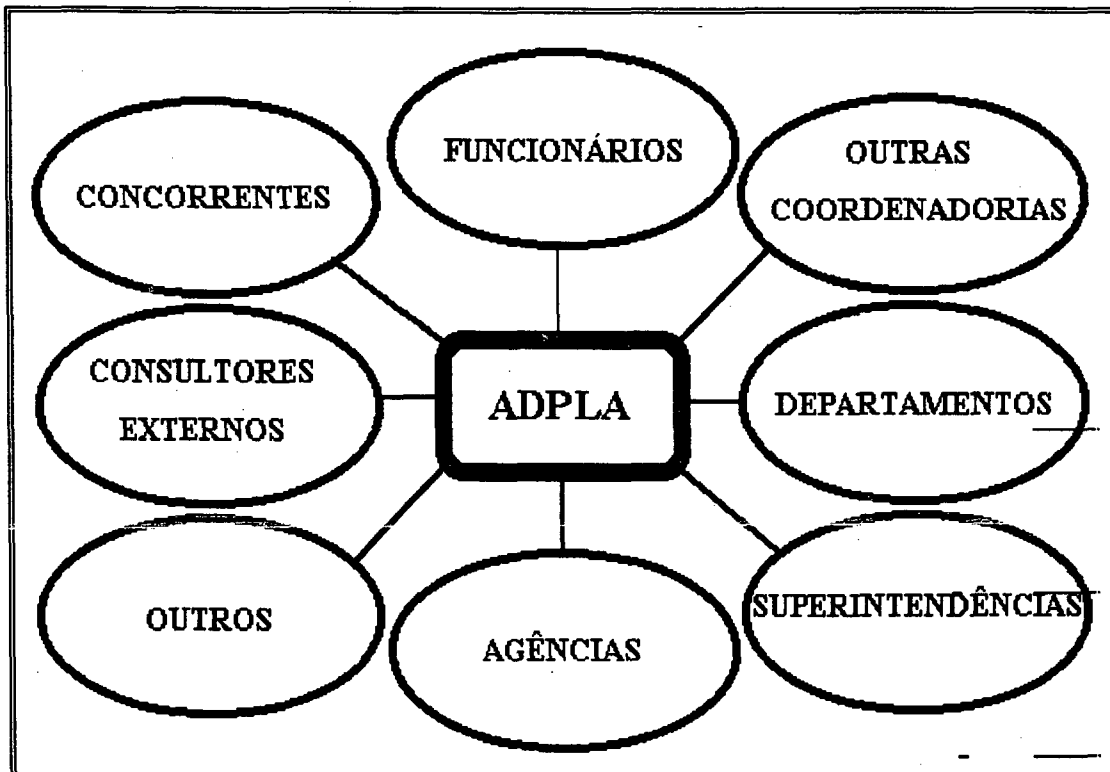 FUNCIONÁRIOS
OUTRAS
COORDENADORIAS
CONCORRENTES
CONSULTORES
EXTERNOS
ADPLA
DEPARTAMENTOS
OUTROS
AGÊNCIAS
SUPERINTENDÊNCIAS